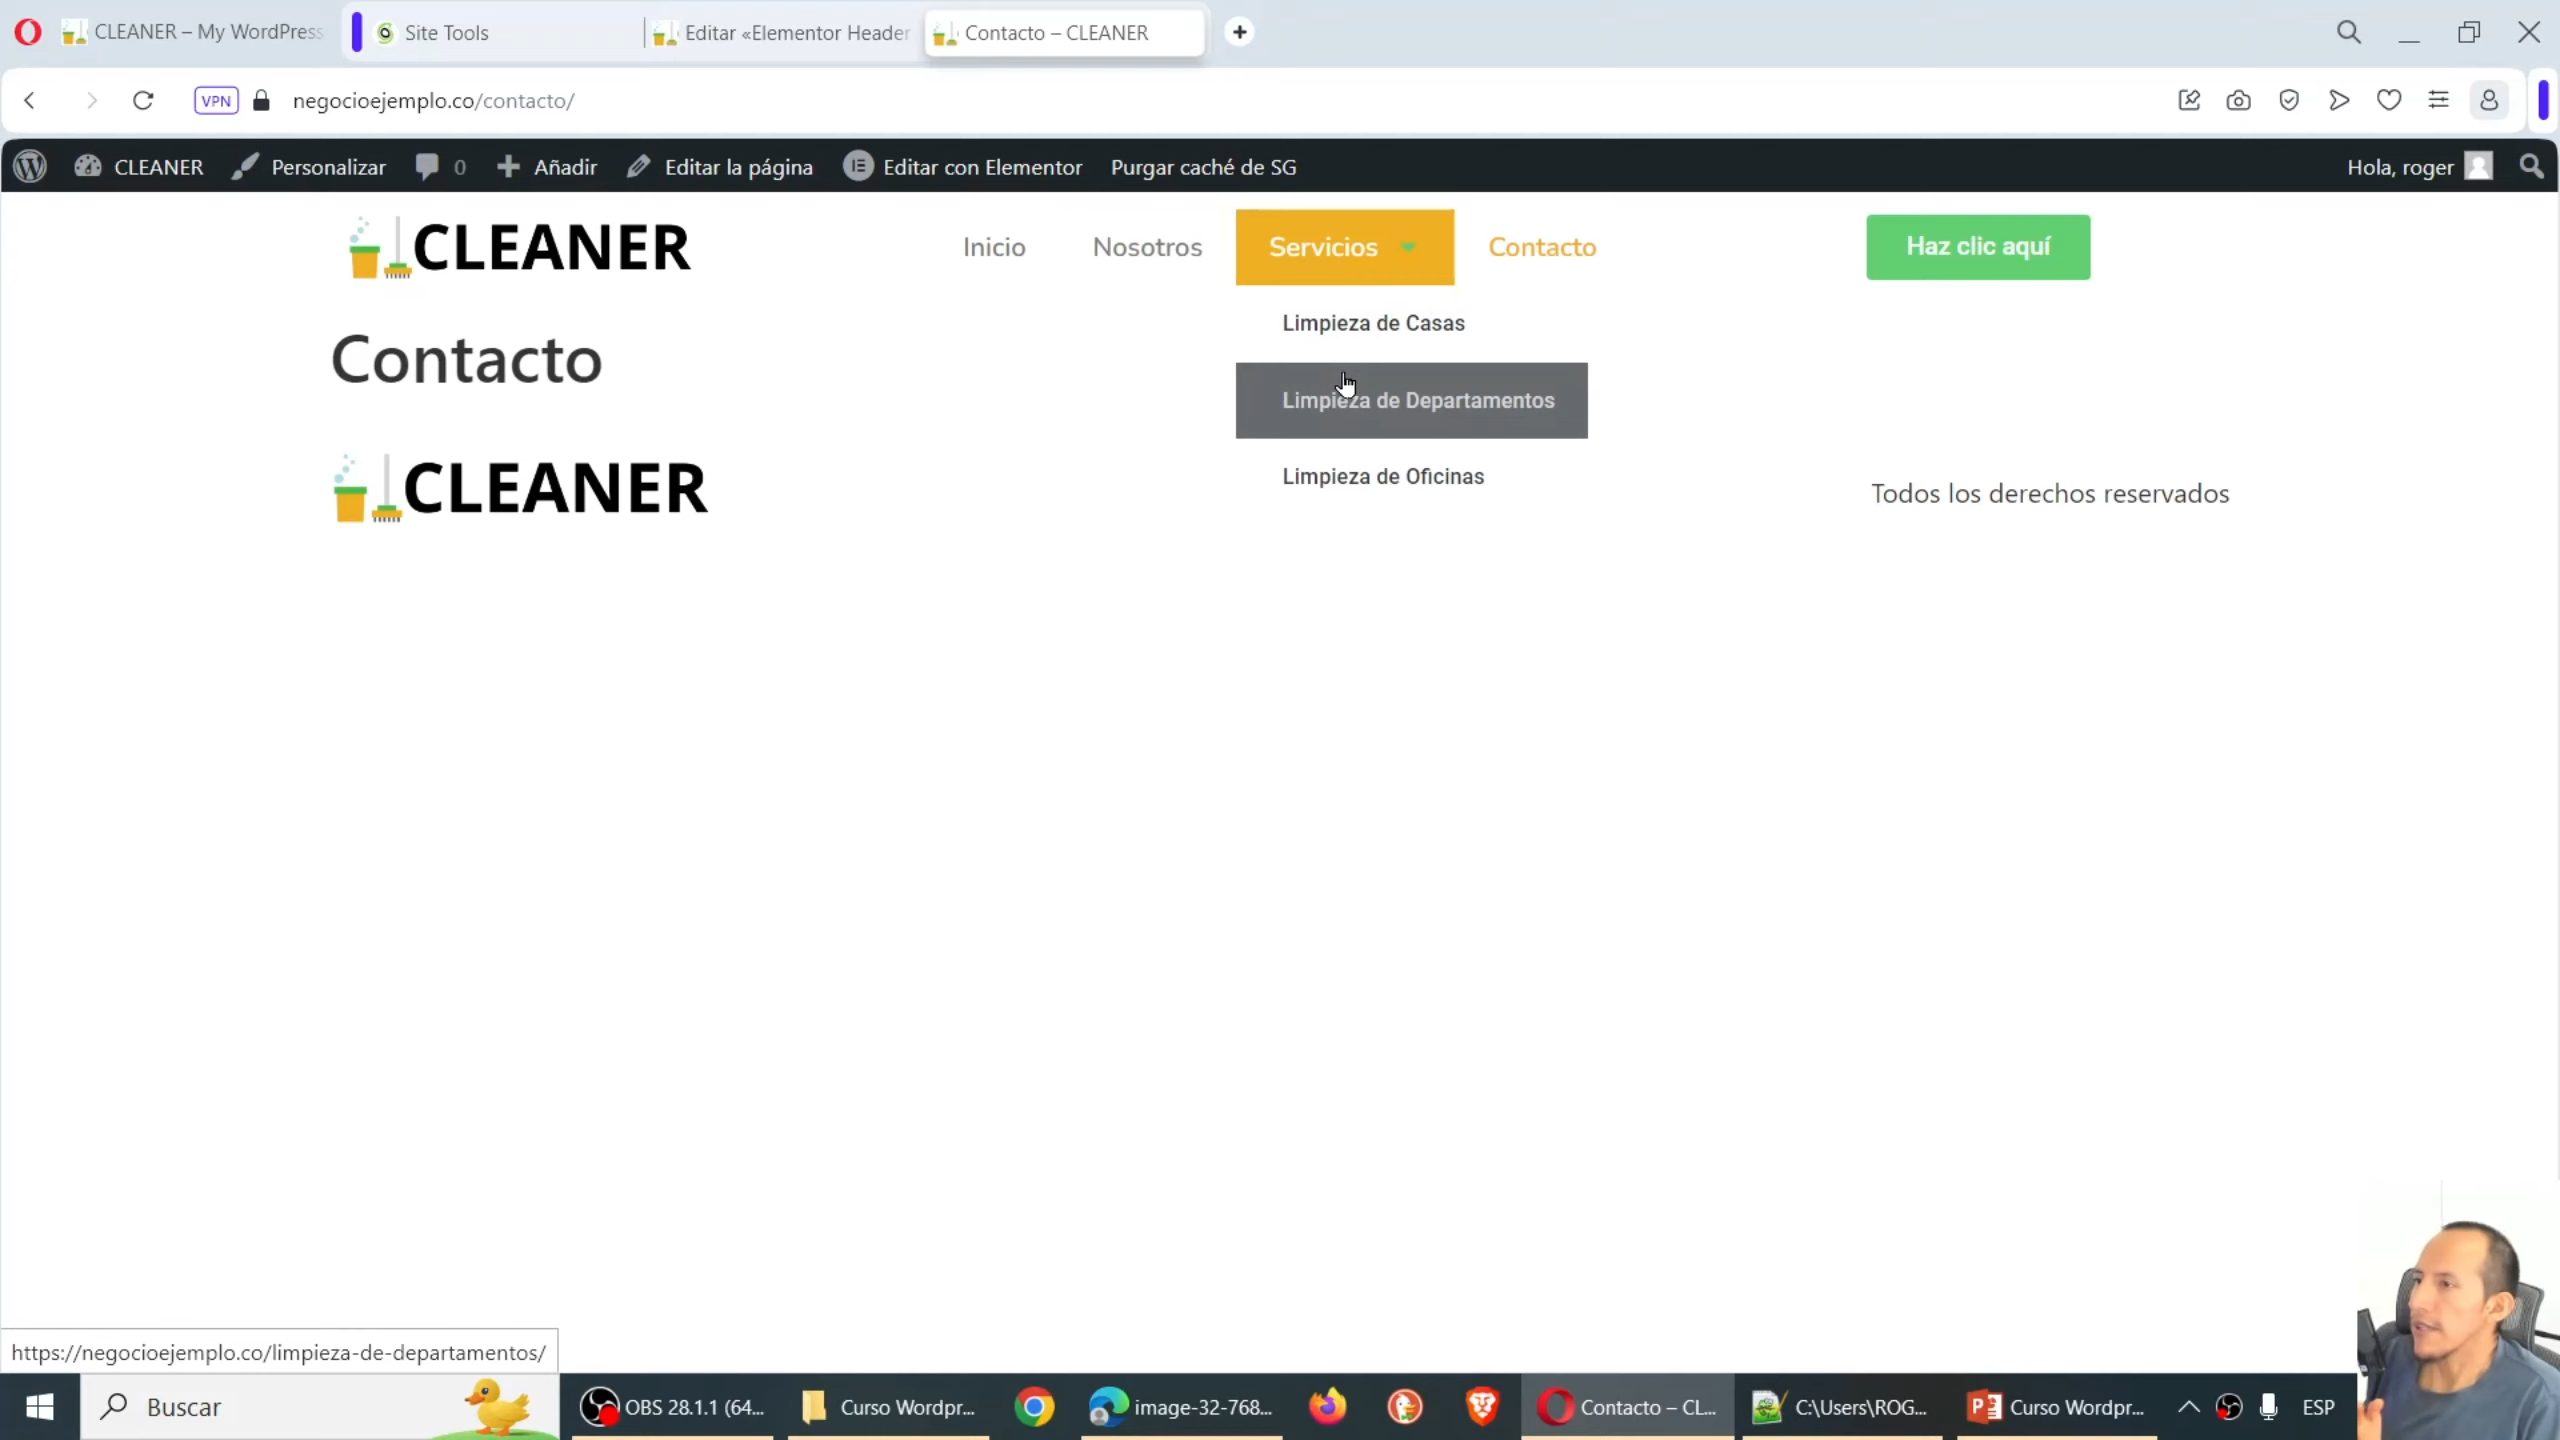 CLEANER – My WordPress
Site Tools
Editar «Elementor Header
Contacto – CLEANER
VPN
negocioejemplo.co/contacto/
CLEANER
Personalizar
0
Añadir
Editar la página
Editar con Elementor
Purgar caché de SG
Hola, roger
CLEANER
Inicio
Nosotros
Servicios
Contacto
Haz clic aquí
Limpieza de Casas
Contacto
Limpieza de Departamentos
CLEANER
Limpieza de Oficinas
Todos los derechos reservados
https://negocioejemplo.co/limpieza-de-departamentos/
Buscar
OBS 28.1.1 (64...
Curso Wordpr...
image-32-768...
Contacto – CL...
C:\Users\ROG...
Curso Wordpr...
ESP